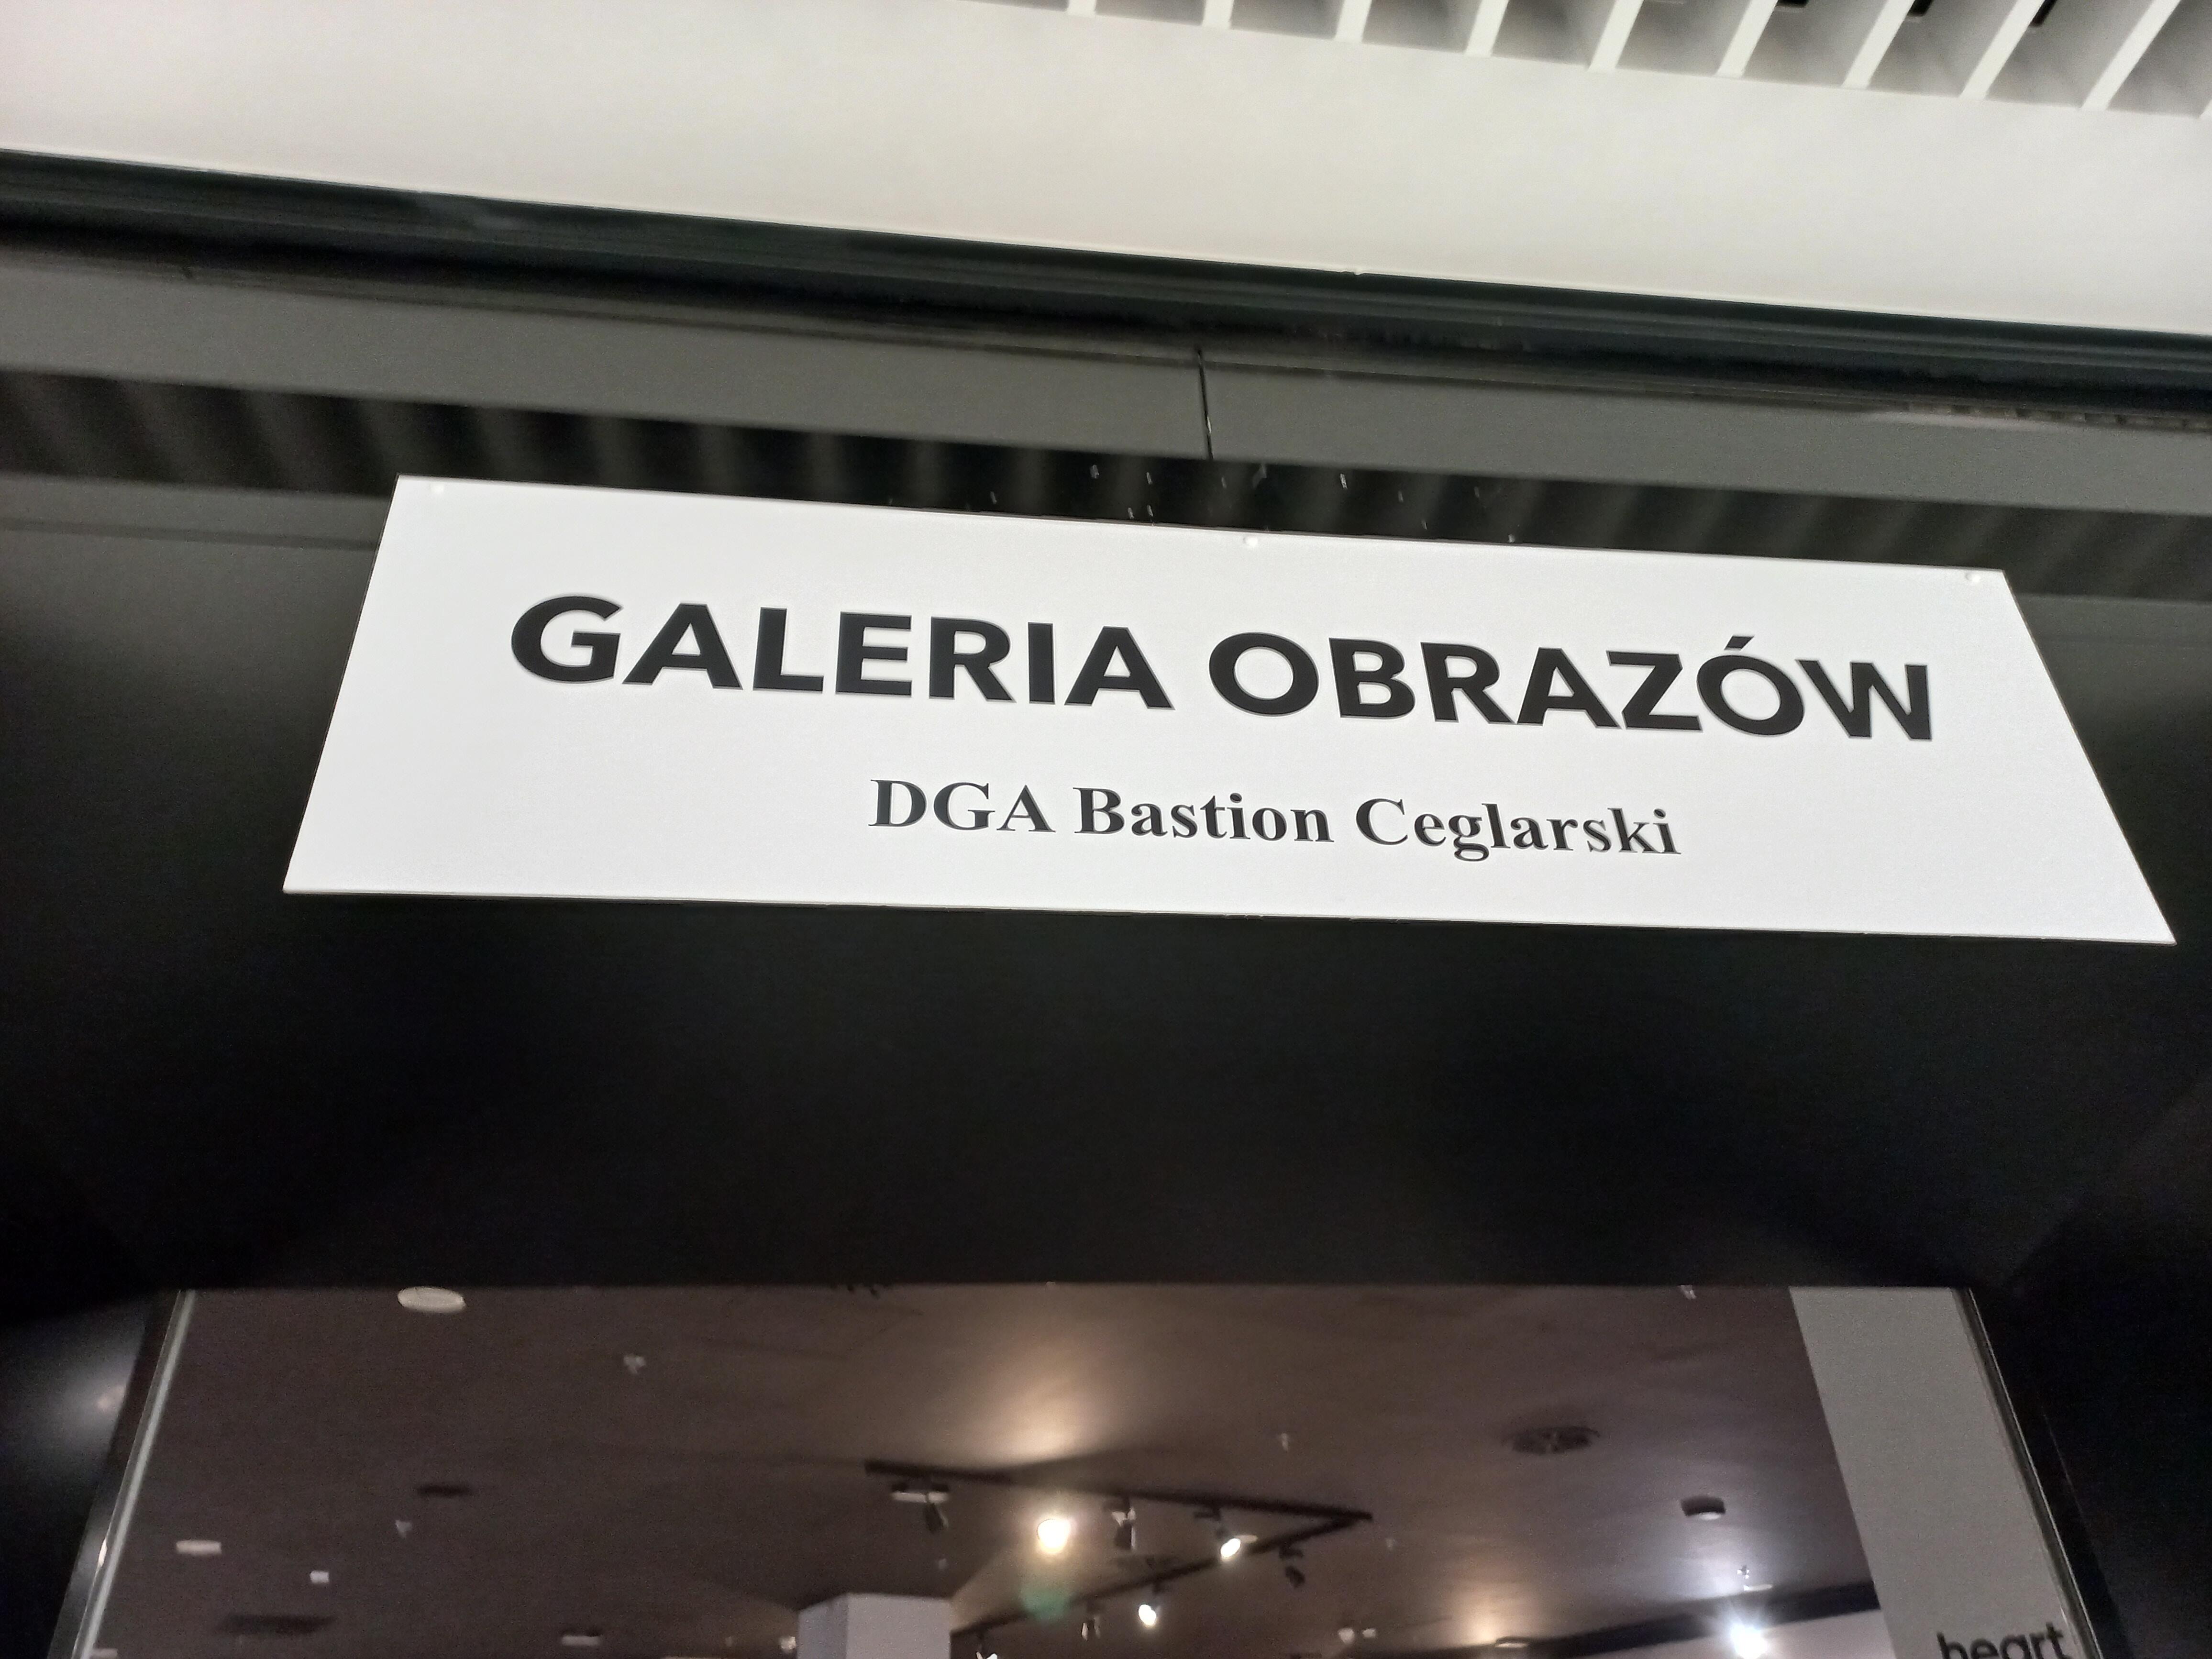 GALERIA OBRAZÓW
DGA Bastion Ceglarski
heart